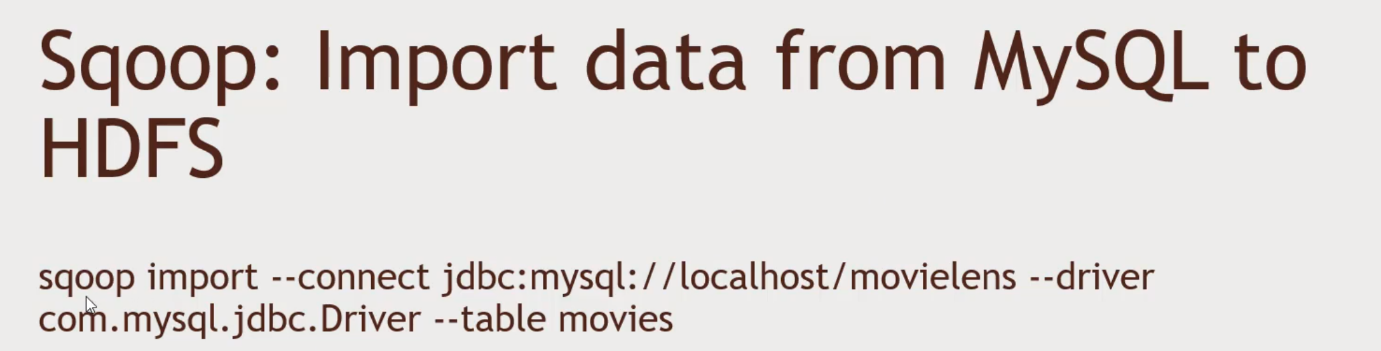 Sqoop: Import data from MySQL to
HDFS
sqoop import --connect jdbc:mysql://localhost/movielens --driver
com.mysql.jdbc.Driver --table movies